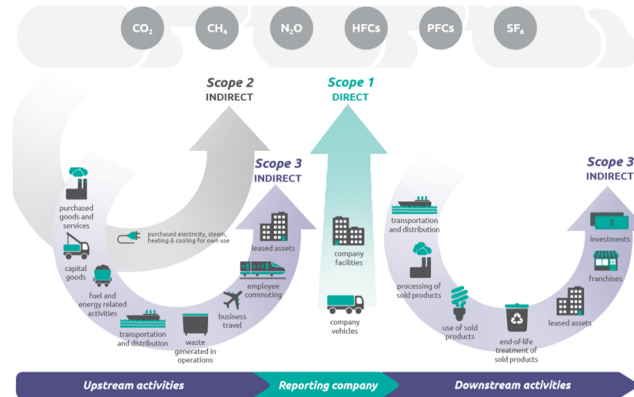 CO₂
CH₄
N₂O
HFCs
PFCs
SF₆
Scope 2
INDIRECT
Scope 1
DIRECT
Scope 3
INDIRECT
Scope 3
INDIRECT
purchased
goods and
services
capital
goods
fuel and
energy related
activities
transportation
and distribution
waste
generated in
operations
business
travel
employee
commuting
leased assets
purchased electricity, steam,
heating & cooling for own use
company
facilities
company
vehicles
transportation
and distribution
processing of
sold products
use of sold
products
end-of-life
treatment of
sold products
leased assets
franchises
$
investments
Upstream activities
Reporting company
Downstream activities